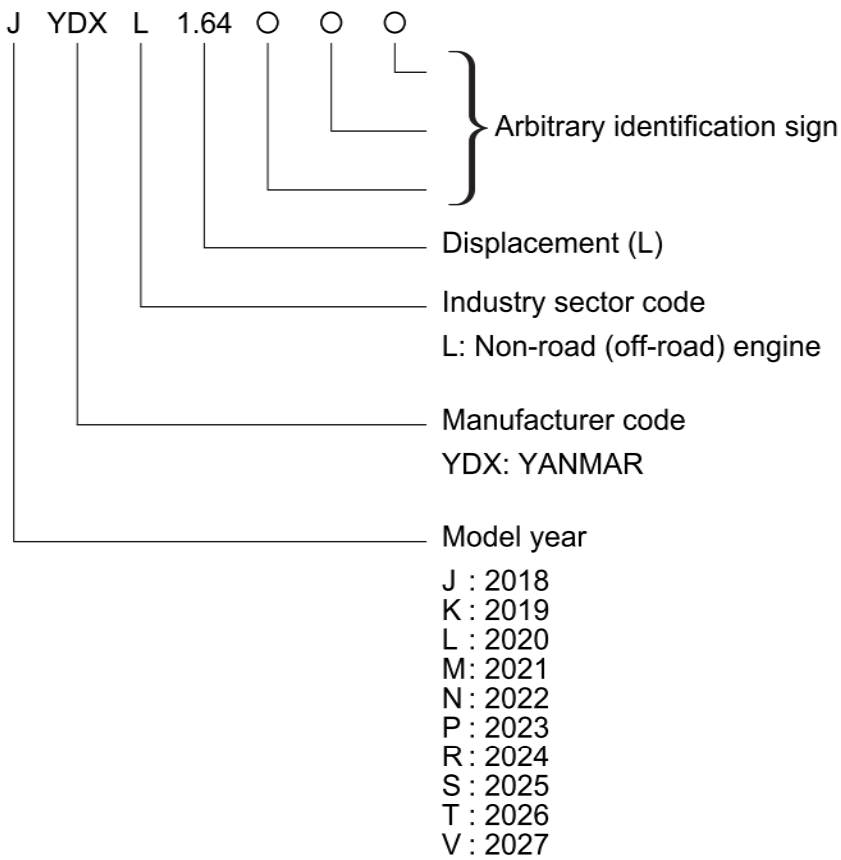 J YDX L 1.64 ○ ○ ○
Arbitrary identification sign
Displacement (L)
Industry sector code
L: Non-road (off-road) engine
Manufacturer code
YDX: YANMAR
Model year
J : 2018
K : 2019
L : 2020
M : 2021
N : 2022
P : 2023
R : 2024
S : 2025
T : 2026
V : 2027